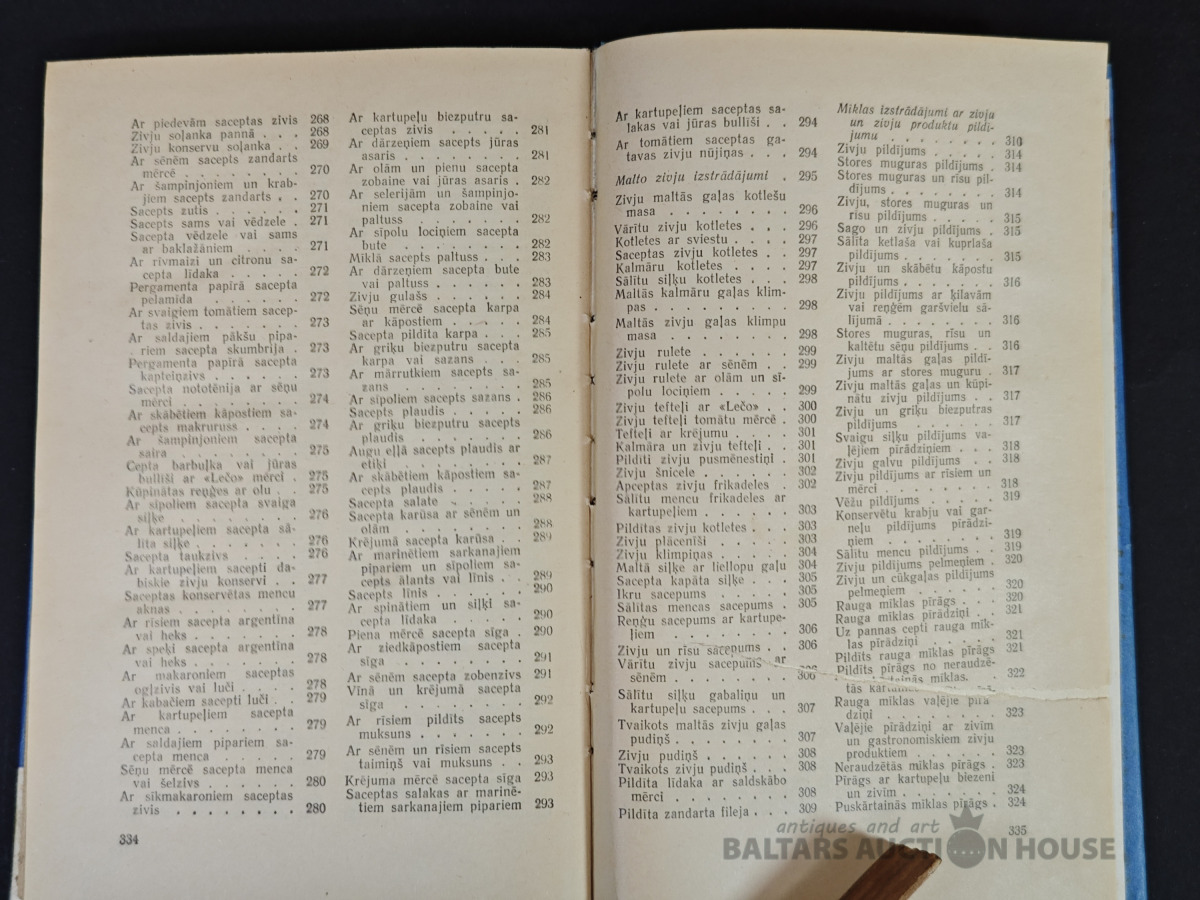 Ar piedevām saceptas zivis 268
Zivju soļanka pannā . . . 268
Zivju konservu soļanka . . 269
Ar sēnēm sacepts zandarts
mērcē . . . . . . . . 270
Ar šampinjoniem un krab-
jiem sacepts zandarts . . 270
Sacepts zutis . . . . . . 271
Sacepts sams vai vēdzele . 271
Sacepta vēdzele vai sams
ar baklažāniem . . . . 271
Ar rīvmaizi un citronu sa-
cepta līdaka . . . . . 272
Pergamenta papīrā sacepta
pelamida . . . . . . 272
Ar svaigiem tomātiem sacep-
tas zivis . . . . . . . 273
Ar saldajiem pākšu pipa-
riem sacepta skumbrija . 273
Pergamenta papīrā sacepta
kapteiņzivs . . . . . . 273
Sacepta nototēnija ar sēņu
mērci . . . . . . . . 274
Ar skābētiem kāpostiem sa-
cepts makruruss . . . . 274
Ar šampinjoniem sacepta
saira . . . . . . . . 275
Cepta barbuļka vai jūras
bullīši ar «Lečo» mērci . 275
Kūpinātas reņģes ar olu . . 275
Ar sīpoliem sacepta svaiga
siļķe . . . . . . . . 276
Ar kartupeļiem sacepta sā-
līta siļķe . . . . . . . 276
Sacepta taukzivs . . . . 276
Ar kartupeļiem sacepti da-
biskie zivju konservi . . 277
Saceptas konservētas mencu
aknas . . . . . . . . 277
Ar rīsiem sacepta argentīna
vai heks . . . . . . . 278
Ar speķi sacepta argentīna
vai heks . . . . . . . 278
Ar makaroniem saceptas
ogļzivis vai luči . . . . 278
Ar kabačiem sacepti luči . . 279
Ar kartupeļiem sacepta
menca . . . . . . . . 279
Ar saldajiem pipariem sa-
cepta menca . . . . . 279
Sēņu mērcē sacepta menca
vai šelzivs . . . . . . 280
Ar sīkmakaroniem saceptas
zivis . . . . . . . . 280
334
Ar kartupeļu biezputru sa-
ceptas zivis . . . . . 281
Ar dārzeņiem sacepts jūras
asaris . . . . . . . . 281
Ar olām un pienu sacepta
zobaine vai jūras asaris . 282
Ar selerijām un šampinjo-
niem sacepta zobaine vai
paltuss . . . . . . . 282
Ar sīpolu lociņiem sacepta
bute . . . . . . . . 282
Mīklā sacepts paltuss . . . 283
Ar dārzeņiem sacepta bute
vai paltuss . . . . . . 283
Zivju gulašs . . . . . . 284
Sēņu mērcē sacepta karpa
ar kāpostiem . . . . . 284
Sacepta pildīta karpa . . . 285
Ar griķu biezputru sacepta
karpa vai sazans . . . . 285
Ar mārrutkiem sacepts sa-
zans . . . . . . . . 285
Ar sīpoliem sacepts sazans . 286
Sacepts plaudis . . . . . 286
Ar griķu biezputru sacepts
plaudis . . . . . . . 286
Augu eļļā sacepts plaudis ar
etiķi . . . . . . . . 287
Ar skābētiem kāpostiem sa-
cepts plaudis . . . . . 287
Sacepta salate . . . . . 288
Sacepta karūsa ar sēnēm un
olām . . . . . . . . 288
Krējumā sacepta karūsa . . 289
Ar marinētiem sarkanajiem
pipariem un sīpoliem sa-
cepts ālants vai līnis . . 289
Sacepts līnis . . . . . . 290
Ar spinātiem un siļķi sa-
cepta līdaka . . . . . 290
Piena mērcē sacepta sīga . 290
Ar ziedkāpostiem sacepta
sīga . . . . . . . . 291
Ar sēnēm sacepta zobenzivs 291
Vīnā un krējumā sacepta
sīga . . . . . . . . 292
Ar rīsiem pildīts sacepts
muksuns . . . . . . . 292
Ar sēnēm un rīsiem sacepts
taimiņš vai muksuns . . 293
Krējuma mērcē sacepta sīga 293
Saceptas salakas ar marinē-
tiem sarkanajiem pipariem 293
Ar kartupeļiem saceptas sa-
lakas vai jūras bullīši . . 294
Ar tomātiem saceptas ga-
tavas zivju nūjiņas . . . 294
Malto zivju izstrādājumi . 295
Zivju maltās gaļas kotlešu
masa . . . . . . . . 296
Vārītu zivju kotletes . . . 296
Kotletes ar sviestu . . . . 297
Saceptas zivju kotletes . . 297
Kalmāru kotletes . . . . 297
Sālītu siļķu kotletes . . . 298
Maltās kalmāru gaļas klim-
pas . . . . . . . . . 298
Maltās zivju gaļas klimpu
masa . . . . . . . . 298
Zivju rulete . . . . . . 299
Zivju rulete ar sēnēm . . 299
Zivju rulete ar olām un sī-
polu lociņiem . . . . . 299
Zivju tefteļi ar «Lečo» . . 300
Zivju tefteļi tomātu mērcē . 300
Tefteļi ar krējumu . . . . 301
Kalmāra un zivju tefteļi . . 301
Pildīti zivju pusmēnestiņi . 301
Zivju šnicele . . . . . . 302
Apceptas zivju frikadeles . 302
Sālītu mencu frikadeles ar
kartupeļiem . . . . . 303
Pildītas zivju kotletes . . . 303
Zivju plācenīši . . . . . 303
Zivju klimpiņas . . . . . 304
Maltā siļķe ar liellopu gaļu 304
Sacepta kapāta siļķe . . . 305
Ikru sacepums . . . . . 305
Sālītas mencas sacepums . 305
Reņģu sacepums ar kartupe-
ļiem . . . . . . . . 306
Zivju un rīsu sacepums . . 306
Vārītu zivju sacepums ar
sēnēm . . . . . . . . 306
Sālītu siļķu gabaliņu un
kartupeļu sacepums . . . 307
Tvaikots maltās zivju gaļas
pudiņš . . . . . . . . 307
Zivju pudiņš . . . . . . 308
Tvaikots zivju pudiņš . . . 308
Pildīta līdaka ar saldskābo
mērci . . . . . . . . 308
Pildīta zandarta fileja . . . 309
Mīklas izstrādājumi ar zivju
un zivju produktu pildī-
jumu . . . . . . . . 310
Zivju pildījums . . . . . 314
Stores muguras pildījums . 314
Stores muguras un rīsu pil-
dījums . . . . . . . . 314
Zivju, stores muguras un
rīsu pildījums . . . . . 315
Sago un zivju pildījums . . 315
Sālīta ketlaša vai kuprlaša
pildījums . . . . . . . 315
Zivju un skābētu kāpostu
pildījums . . . . . . . 316
Zivju pildījums ar ķilavām
vai reņģēm garšvielu sā-
lījumā . . . . . . . . 316
Stores muguras, rīsu un
kaltētu sēņu pildījums . . 316
Zivju maltās gaļas pildī-
jums ar stores muguru . 317
Zivju maltās gaļas un kūpi-
nātu zivju pildījums . . . 317
Zivju un griķu biezputras
pildījums . . . . . . 317
Svaigu siļķu pildījums va-
ļējiem pīrādziņiem . . . 318
Zivju galvu pildījums . . . 318
Zivju pildījums ar rīsiem un
mērci . . . . . . . . 318
Vēžu pildījums . . . . . 319
Konservētu krabju vai gar-
neļu pildījums pīrādzi-
ņiem . . . . . . . . 319
Sālītu mencu pildījums . . 319
Zivju pildījums pelmeņiem . 320
Zivju un cūkgaļas pildījums
pelmeņiem . . . . . . 320
Rauga mīklas pīrāgs . . . 320
Rauga mīklas pīrādziņi . . 321
Uz pannas cepti rauga mīk-
las pīrādziņi . . . . . 321
Pildīts rauga mīklas pīrāgs 321
Pildīts pīrāgs no neraudzē-
mīklas. 322
tās
Rauga mīklas vaļējie pīrā-
dziņi . . . . . . . . 323
Vaļējie pīrādziņi ar zivīm
un gastronomiskiem zivju
produktiem . . . . . . 323
Neraudzētās mīklas pīrāgs . 323
Pīrāgs ar kartupeļu biezeni
un zivīm . . . . . . . 324
Puskārtainās mīklas pīrāgs . 324
335
antiques and art
BALTARS AUCTION HOUSE